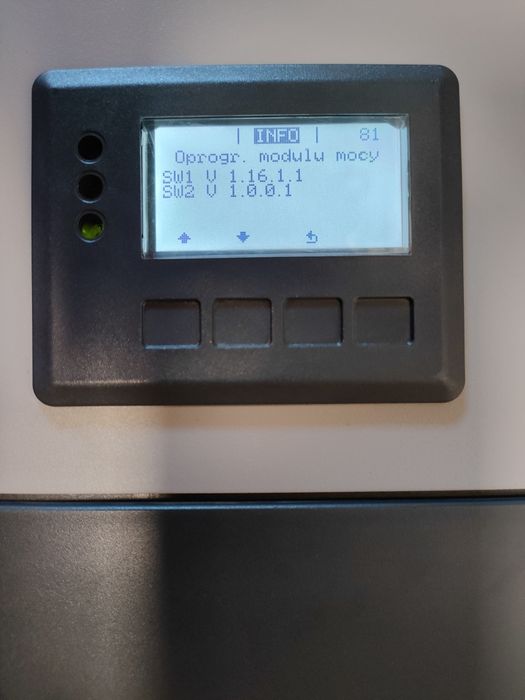 | INFO | 81
Oprogr. modulu mocy
SW1 V 1.16.1.1
SW2 V 1.0.0.1